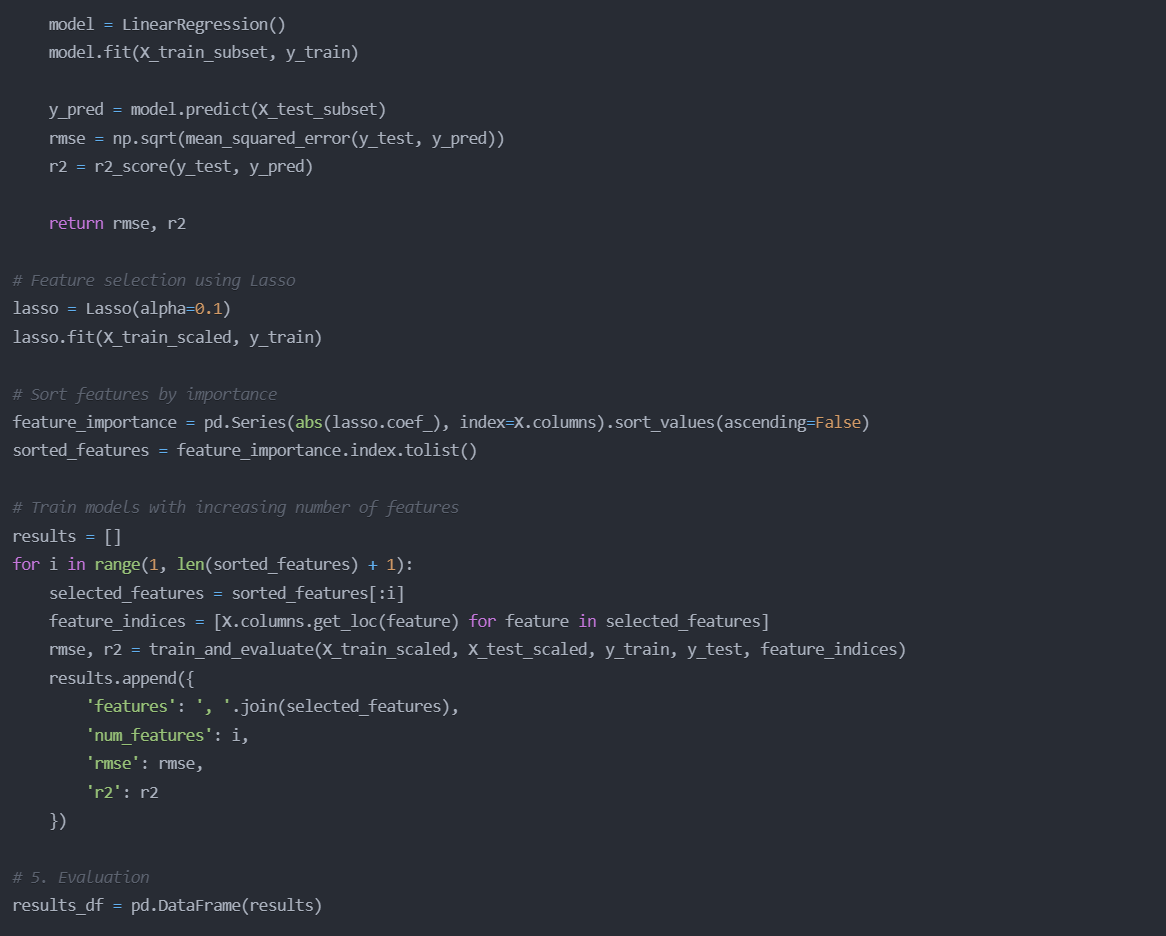 model = LinearRegression()
model.fit(X_train_subset, y_train)
y_pred = model.predict(X_test_subset)
rmse = np.sqrt(mean_squared_error(y_test, y_pred))
r2 = r2_score(y_test, y_pred)
return rmse, r2
# Feature selection using Lasso
lasso = Lasso(alpha=0.1)
lasso.fit(X_train_scaled, y_train)
# Sort features by importance
feature_importance = pd.Series(abs(lasso.coef_), index=X.columns).sort_values(ascending=False)
sorted_features = feature_importance.index.tolist()
# Train models with increasing number of features
results = []
for i in range(1, len(sorted_features) + 1):
    selected_features = sorted_features[:i]
    feature_indices = [X.columns.get_loc(feature) for feature in selected_features]
    rmse, r2 = train_and_evaluate(X_train_scaled, X_test_scaled, y_train, y_test, feature_indices)
    results.append({
        'features': ', '.join(selected_features),
        'num_features': i,
        'rmse': rmse,
        'r2': r2
    })
# 5. Evaluation
results_df = pd.DataFrame(results)